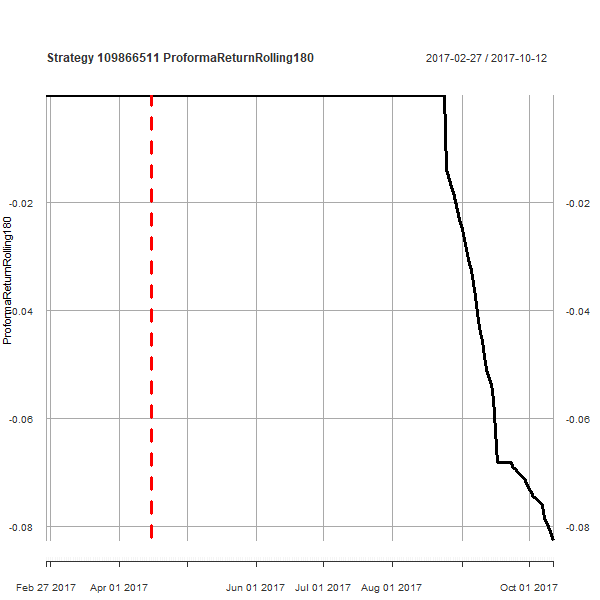 Strategy 109866511 ProformaReturnRolling180
2017-02-27 / 2017-10-12
ProformaReturnRolling180
-0.02
-0.04
-0.06
-0.08
-0.02
-0.04
-0.06
-0.08
Feb 27 2017
Apr 01 2017
Jun 01 2017
Jul 01 2017
Aug 01 2017
Oct 01 2017